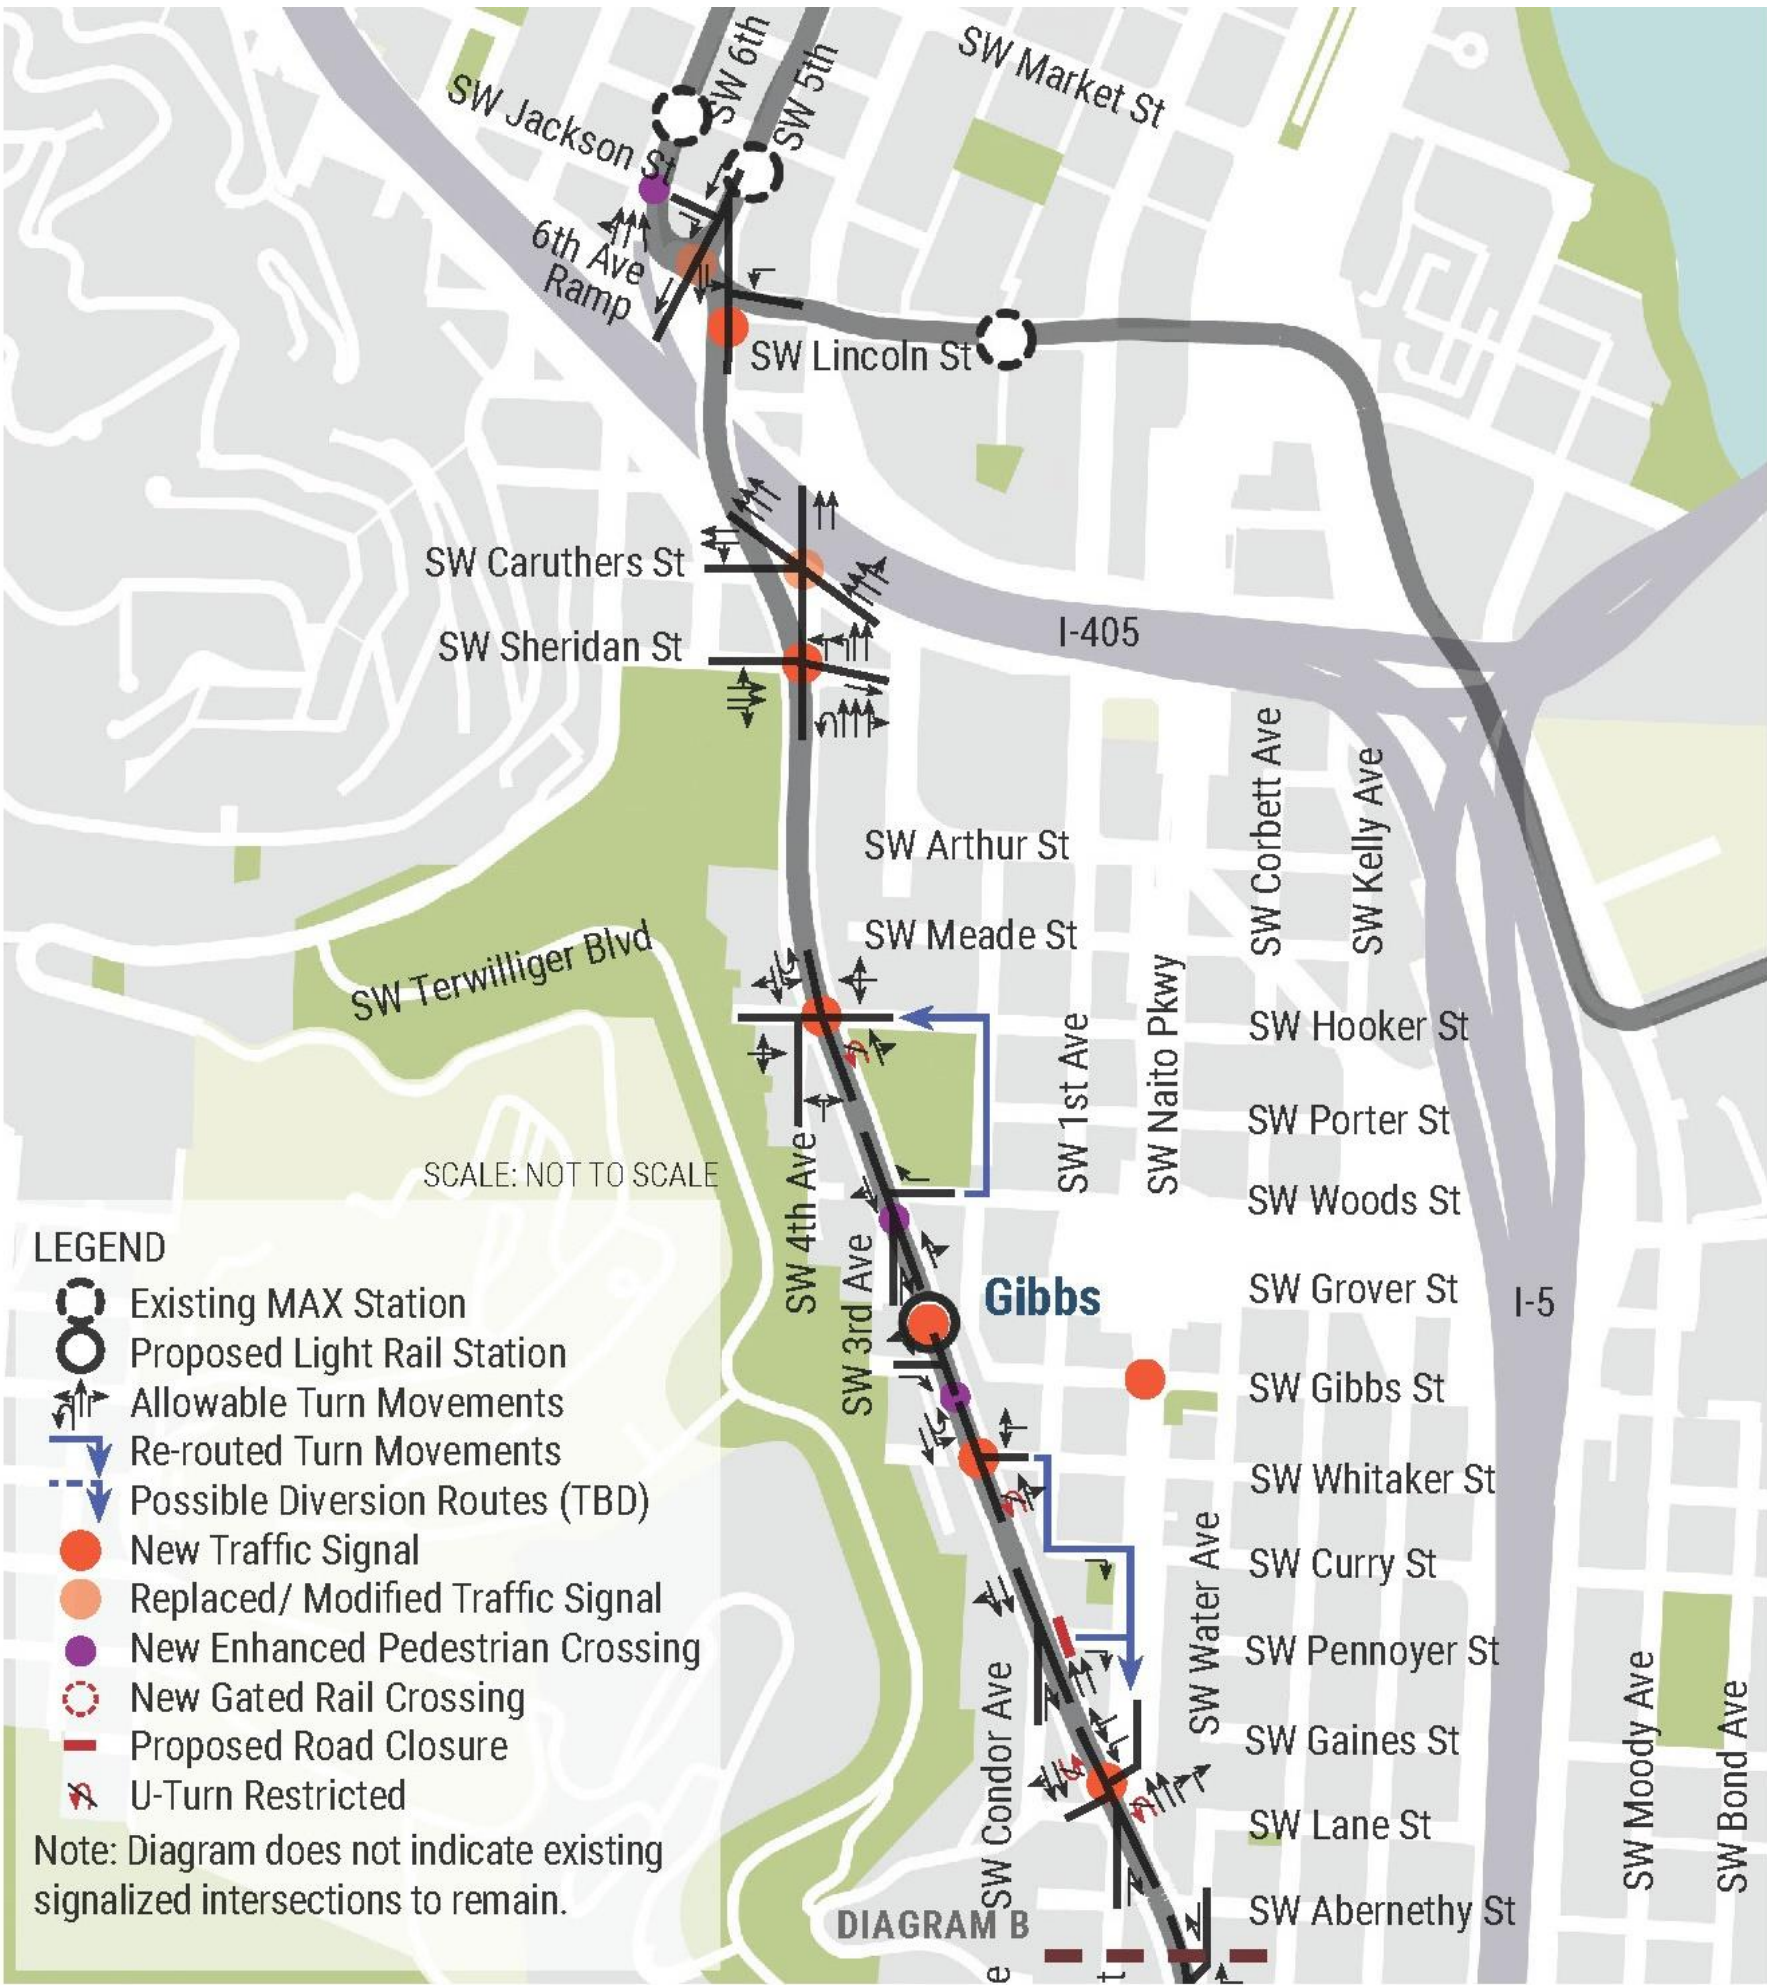 SW 6th
SW 5th
SW Market St
SW Jackson St
6th Ave
Ramp
SW Lincoln St
SW Caruthers St
I-405
SW Sheridan St
SW Corbett Ave
SW Kelly Ave
SW Arthur St
SW Meade St
SW Terwilliger Blvd
SW Naito Pkwy
SW 1st Ave
SW Hooker St
SW Porter St
SW 4th Ave
SCALE: NOT TO SCALE
SW Woods St
SW 3rd Ave
Gibbs
SW Grover St
I-5
SW Gibbs St
SW Whitaker St
SW Water Ave
SW Curry St
SW Pennoyer St
SW Condor Ave
SW Moody Ave
SW Bond Ave
SW Gaines St
SW Lane St
SW Abernethy St
LEGEND
Existing MAX Station
Proposed Light Rail Station
Allowable Turn Movements
Re-routed Turn Movements
Possible Diversion Routes (TBD)
New Traffic Signal
Replaced/ Modified Traffic Signal
New Enhanced Pedestrian Crossing
New Gated Rail Crossing
Proposed Road Closure
U-Turn Restricted
Note: Diagram does not indicate existing
signalized intersections to remain.
DIAGRAM B
e
t